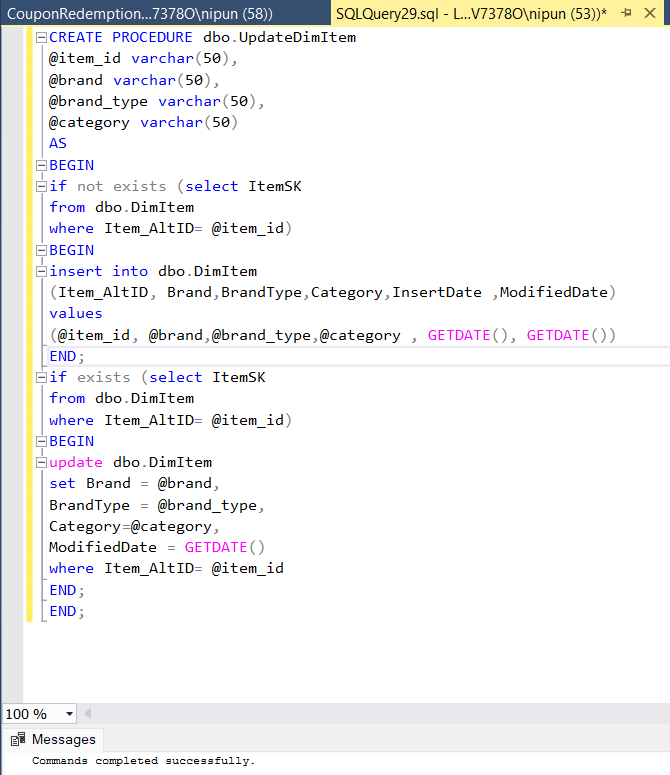 CouponRedemption...7378O\nipun (58))
SQLQuery29.sql - L...V7378O\nipun (53))*
CREATE PROCEDURE dbo.UpdateDimItem
@item_id varchar(50),
@brand varchar(50),
@brand_type varchar(50),
@category varchar(50)
AS
BEGIN
if not exists (select ItemSK
from dbo.DimItem
where Item_AltID= @item_id)
BEGIN
insert into dbo.DimItem
(Item_AltID, Brand,BrandType,Category,InsertDate ,ModifiedDate)
values
(@item_id, @brand,@brand_type,@category , GETDATE(), GETDATE())
END;
if exists (select ItemSK
from dbo.DimItem
where Item_AltID= @item_id)
BEGIN
update dbo.DimItem
set Brand = @brand,
BrandType = @brand_type,
Category=@category,
ModifiedDate = GETDATE()
where Item_AltID= @item_id
END;
END;
100 %
Messages
Commands completed successfully.